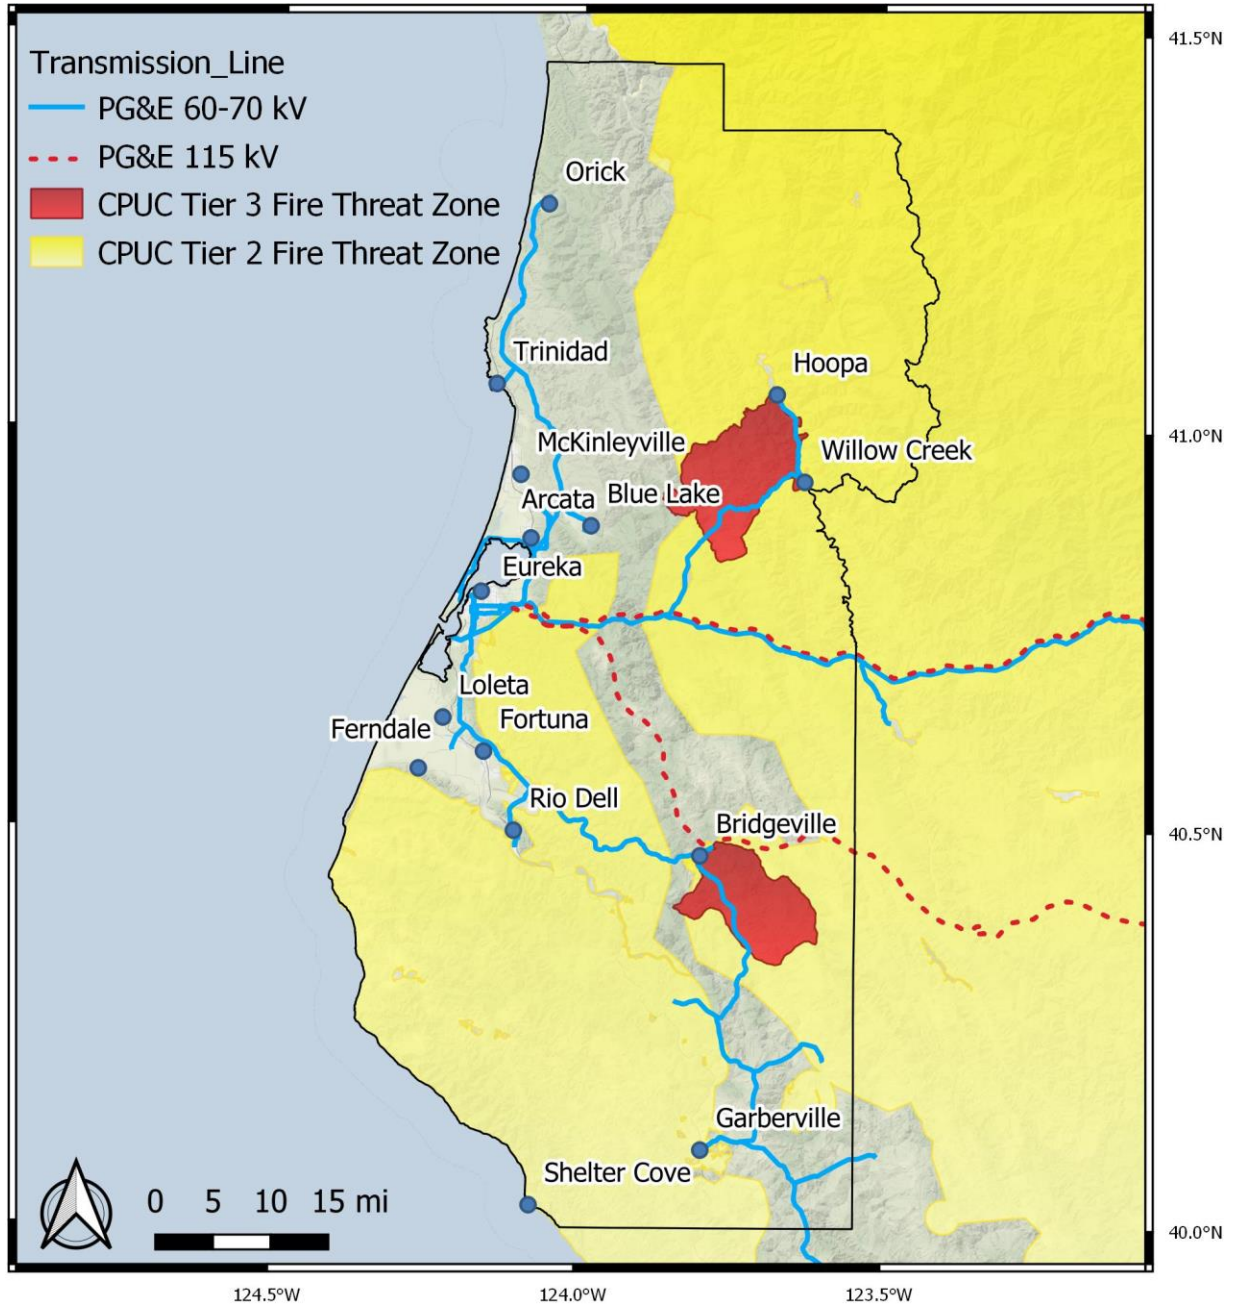 41.5°N
Transmission_Line
PG&E 60-70 kV
PG&E 115 kV
Orick
CPUC Tier 3 Fire Threat Zone
CPUC Tier 2 Fire Threat Zone
Trinidad
Hoopa
41.0°N
McKinleyville
Willow Creek
Arcata
Blue Lake
Eureka
Loleta
Ferndale
Fortuna
Rio Dell
Bridgeville
40.5°N
Garberville
Shelter Cove
0 5 10 15 mi
40.0°N
124.5°W 124.0°W 123.5°W